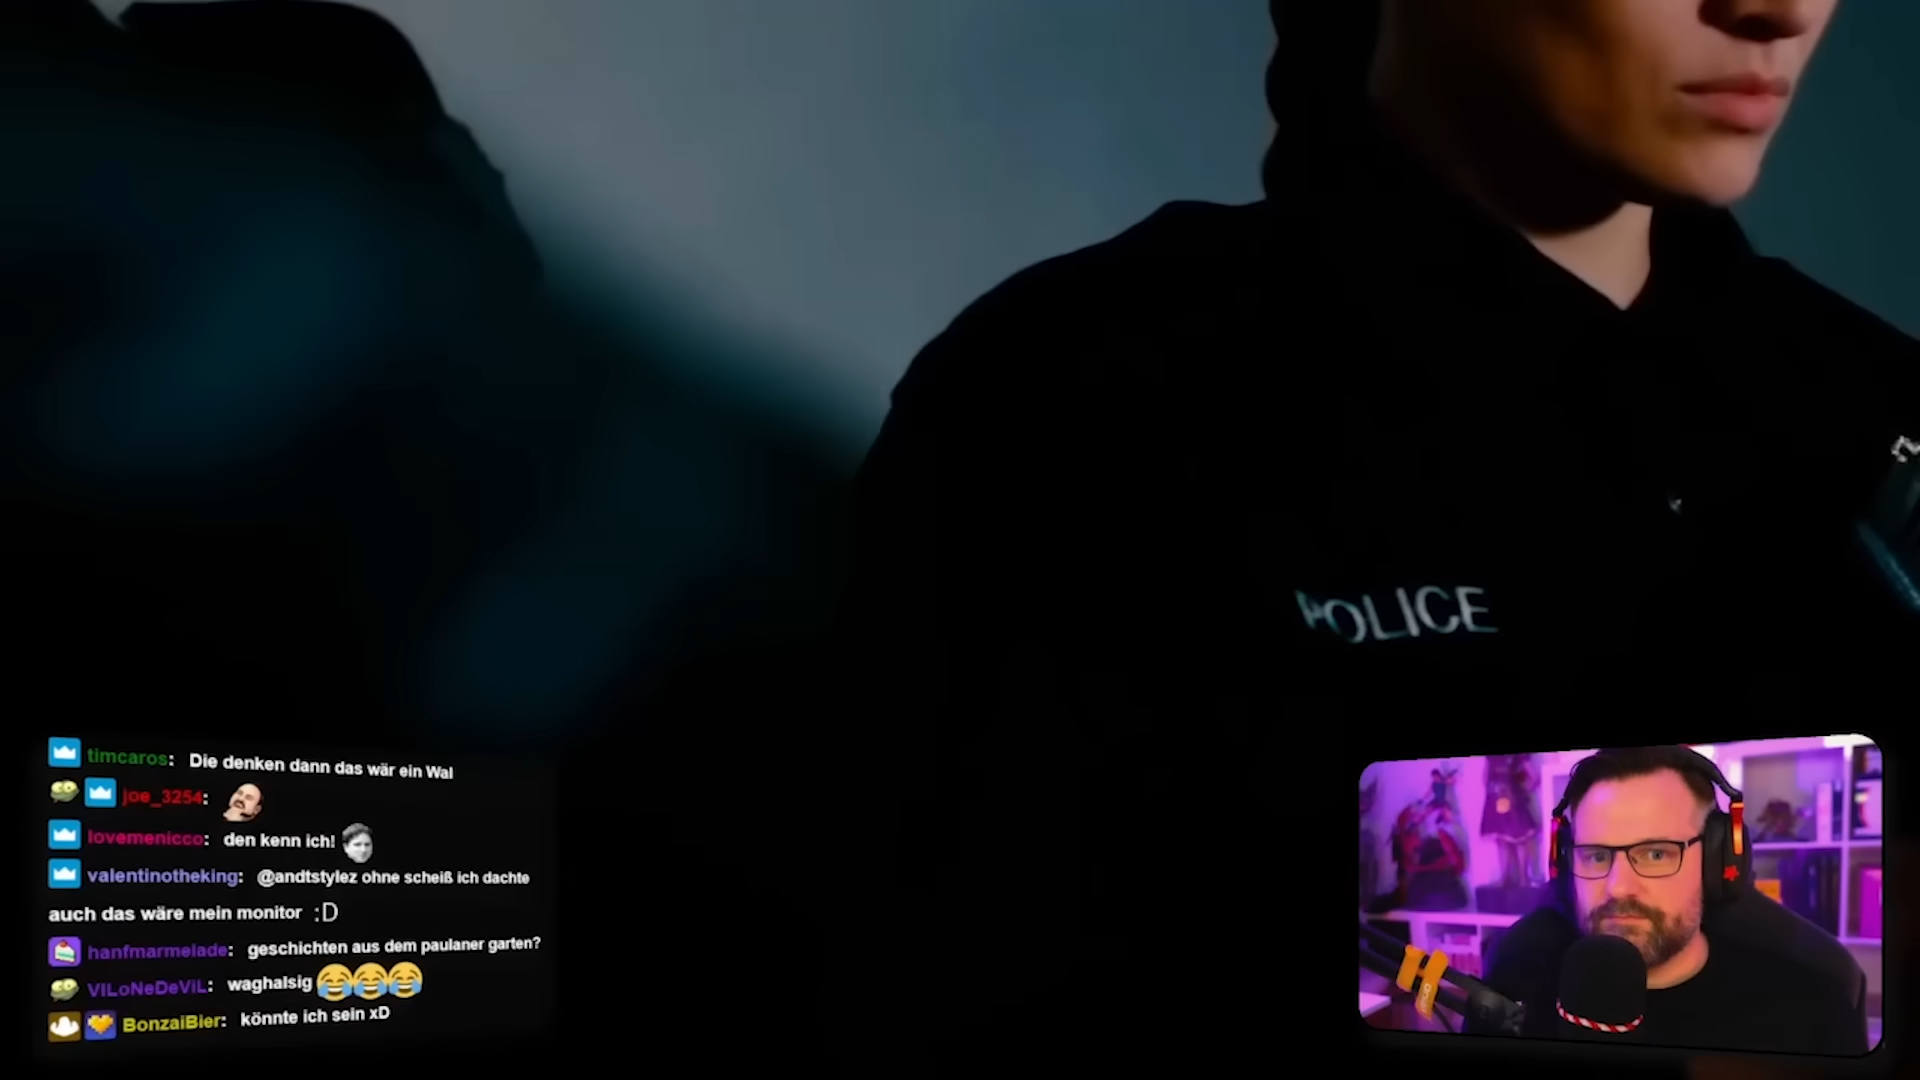 POLICE
timcaros: Die denken dann das wär ein Wal
joe_3254:
lovemenicco: den kenn ich!
valentinotheking: @andtstylez ohne scheiß ich dachte
auch das wäre mein monitor :D
hanfmarmelade: geschichten aus dem paulaner garten?
VILoNeDeViL: waghalsig 😂😂😂
BonzaiBier: könnte ich sein xD